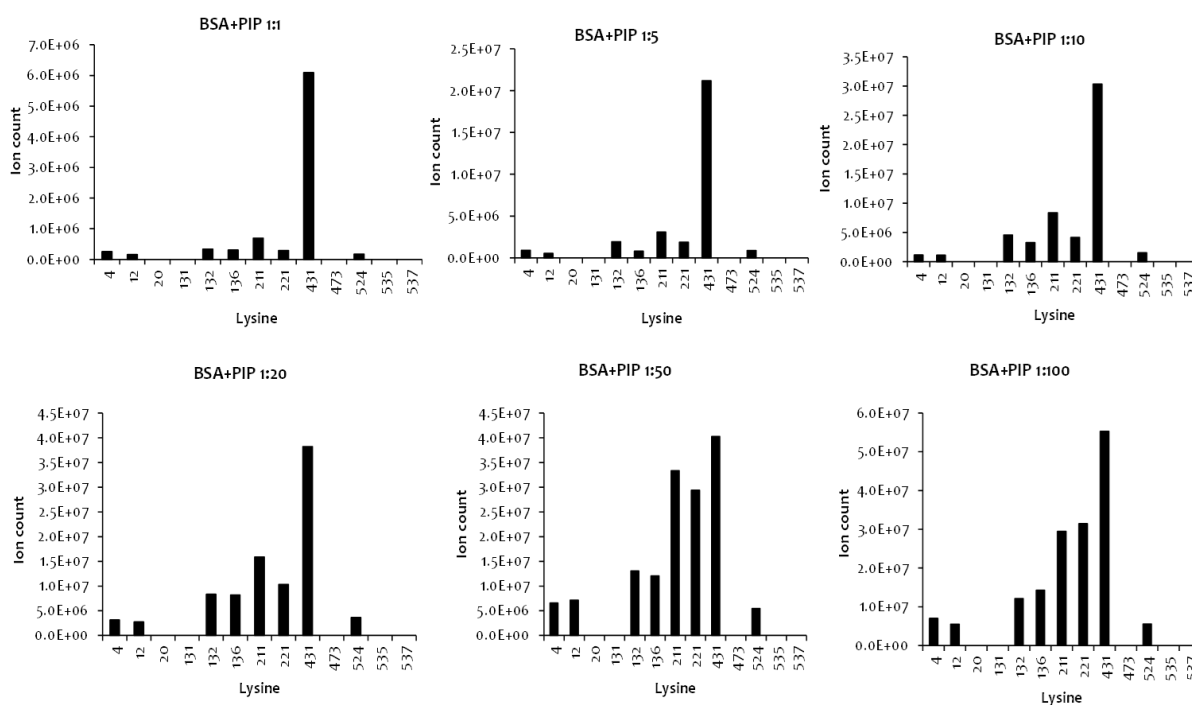 BSA+PIP 1:1
7.0E+06
6.0E+06
5.0E+06
4.0E+06
3.0E+06
2.0E+06
1.0E+06
0.0E+00
Ion count
4 12 20 131 132 136 211 221 431 473 524 535 537
Lysine
BSA+PIP 1:5
2.5E+07
2.0E+07
1.5E+07
1.0E+07
5.0E+06
0.0E+00
Ion count
4 12 20 131 132 136 211 221 431 473 524 535 537
Lysine
BSA+PIP 1:10
3.5E+07
3.0E+07
2.5E+07
2.0E+07
1.5E+07
1.0E+07
5.0E+06
0.0E+00
Ion count
4 12 20 131 132 136 211 221 431 473 524 535 537
Lysine
BSA+PIP 1:20
4.5E+07
4.0E+07
3.5E+07
3.0E+07
2.5E+07
2.0E+07
1.5E+07
1.0E+07
5.0E+06
0.0E+00
Ion count
4 12 20 131 132 136 211 221 431 473 524 535 537
Lysine
BSA+PIP 1:50
4.5E+07
4.0E+07
3.5E+07
3.0E+07
2.5E+07
2.0E+07
1.5E+07
1.0E+07
5.0E+06
0.0E+00
Ion count
4 12 20 131 132 136 211 221 431 473 524 535 537
Lysine
BSA+PIP 1:100
6.0E+07
5.0E+07
4.0E+07
3.0E+07
2.0E+07
1.0E+07
0.0E+00
Ion count
4 12 20 131 132 136 211 221 431 473 524 535 537
Lysine